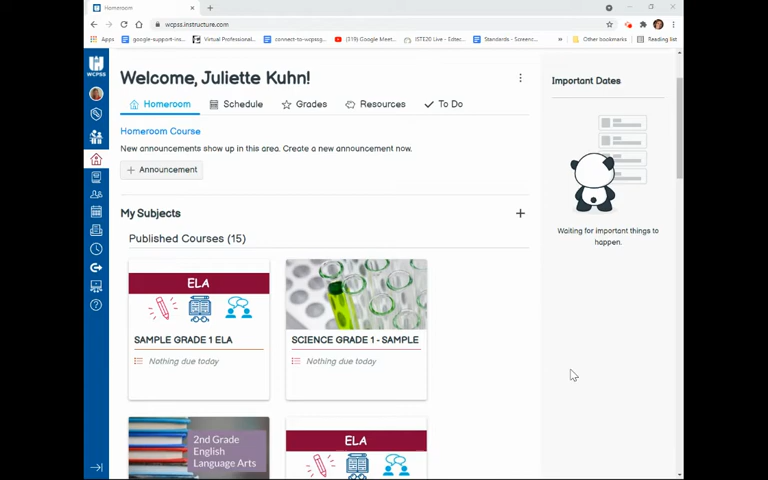 Homeroom
wcpss.instructure.com
Apps
google-support-ins...
Virtual Professional...
connect-to-wcpssg...
(119) Google Meet...
ISTE20 - Edtec...
Standards - Screenc...
Other bookmarks
Reading list
WCPSS
Welcome, Juliette Kuhn!
Important Dates
Homeroom
Schedule
Grades
Resources
To Do
Homeroom Course
New announcements show up in this area. Create a new announcement now.
+ Announcement
My Subjects
Published Courses (15)
Waiting for important things to
happen.
ELA
SAMPLE GRADE 1 ELA
Nothing due today
SCIENCE GRADE 1 - SAMPLE
Nothing due today
2nd Grade
English
Language Arts
ELA